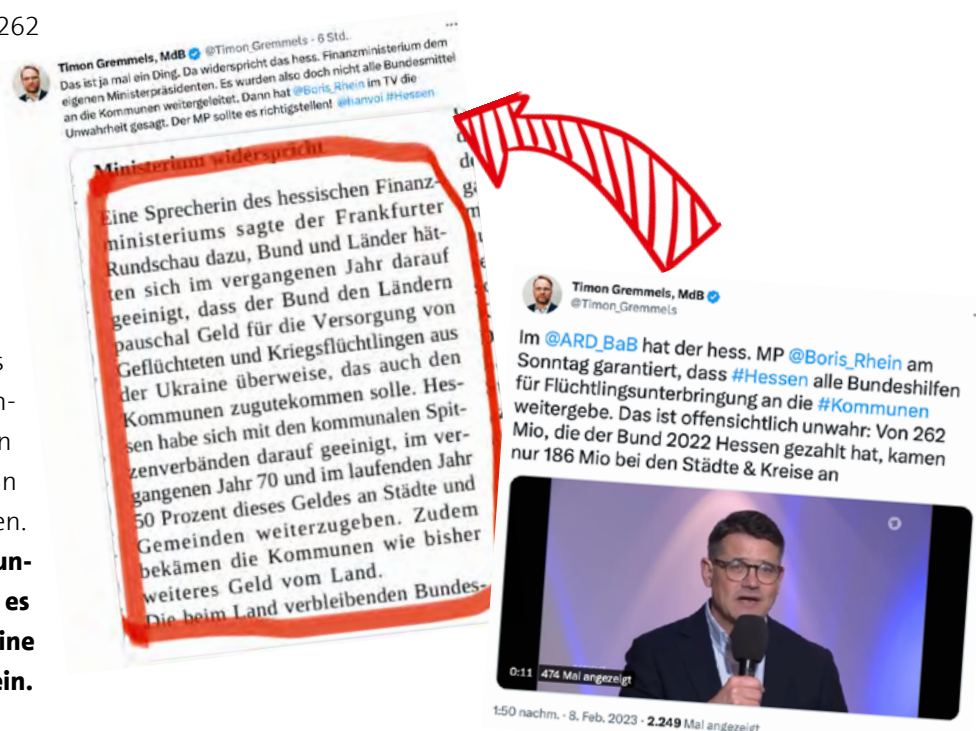 262
Timon Gremmels, MdB @Timon_Gremmels · 6 Std.
Das ist ja mal ein Ding. Da widerspricht das hess. Finanzministerium dem
eigenen Ministerpräsidenten. Es wurden also doch nicht alle Bundesmittel
an die Kommunen weitergeleitet. Dann hat @Boris_Rhein im TV die
Unwahrheit gesagt. Der MP sollte es richtigstellen! @hanvoi #Hessen
Ministerium widerspricht
Eine Sprecherin des hessischen Finanz-
ministeriums sagte der Frankfurter
Rundschau dazu, Bund und Länder hät-
ten sich im vergangenen Jahr darauf
geeinigt, dass der Bund den Ländern
pauschal Geld für die Versorgung von
Geflüchteten und Kriegsflüchtlingen aus
der Ukraine überweise, das auch den
Kommunen zugutekommen solle. Hes-
sen habe sich mit den kommunalen Spit-
zenverbänden darauf geeinigt, im ver-
gangenen Jahr 70 und im laufenden Jahr
50 Prozent dieses Geldes an Städte und
Gemeinden weiterzugeben. Zudem
bekämen die Kommunen wie bisher
weiteres Geld vom Land.
Die beim Land verbleibenden Bundes-
s
n-
n
n
en.
un-
es
ine
ein.
Timon Gremmels, MdB
@Timon_Gremmels
Im @ARD_BaB hat der hess. MP @Boris_Rhein am
Sonntag garantiert, dass #Hessen alle Bundeshilfen
für Flüchtlingsunterbringung an die #Kommunen
weitergebe. Das ist offensichtlich unwahr: Von 262
Mio, die der Bund 2022 Hessen gezahlt hat, kamen
nur 186 Mio bei den Städte & Kreise an
0:11 474 Mal angezeigt
1:50 nachm. · 8. Feb. 2023 · 2.249 Mal angezeigt